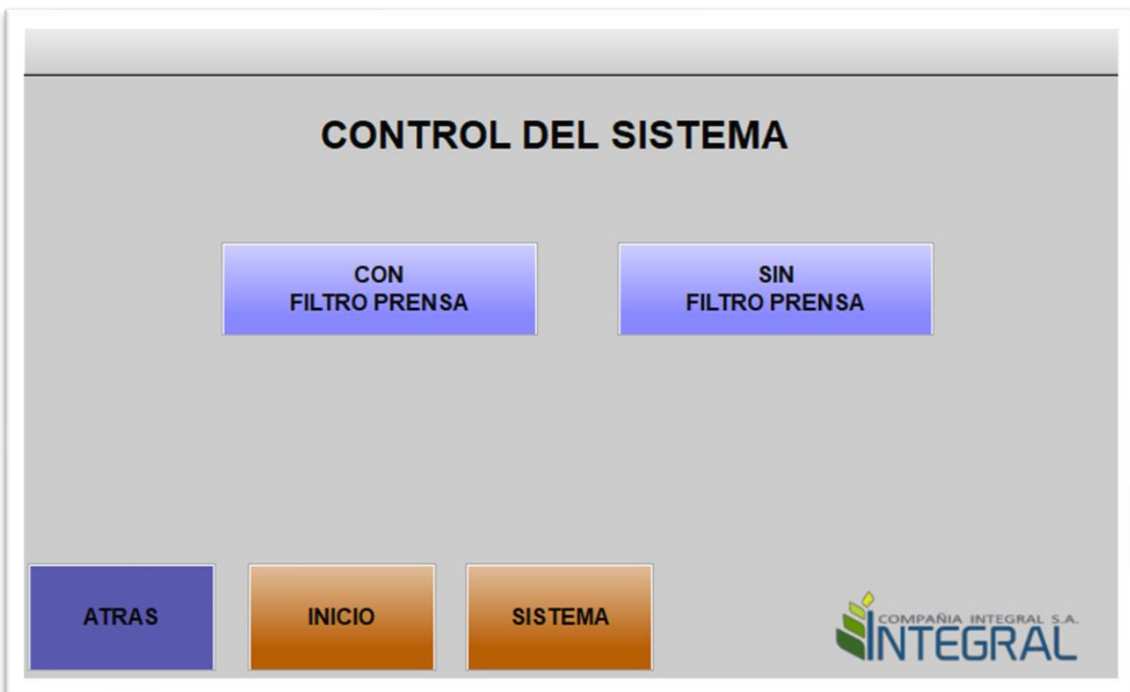 CONTROL DEL SISTEMA
CON
FILTRO PRENSA
SIN
FILTRO PRENSA
ATRAS
INICIO
SISTEMA
COMPAÑIA INTEGRAL S.A.
INTEGRAL